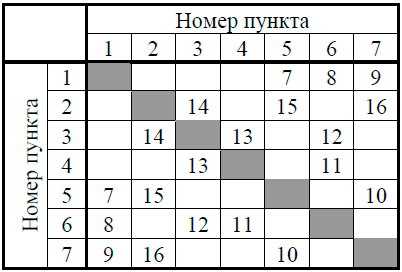 Номер пункта
1 2 3 4 5 6 7
Номер пункта
1 7 8 9
2 14 15 16
3 14 13 12
4 13 11
5 7 15 10
6 8 12 11
7 9 16 10